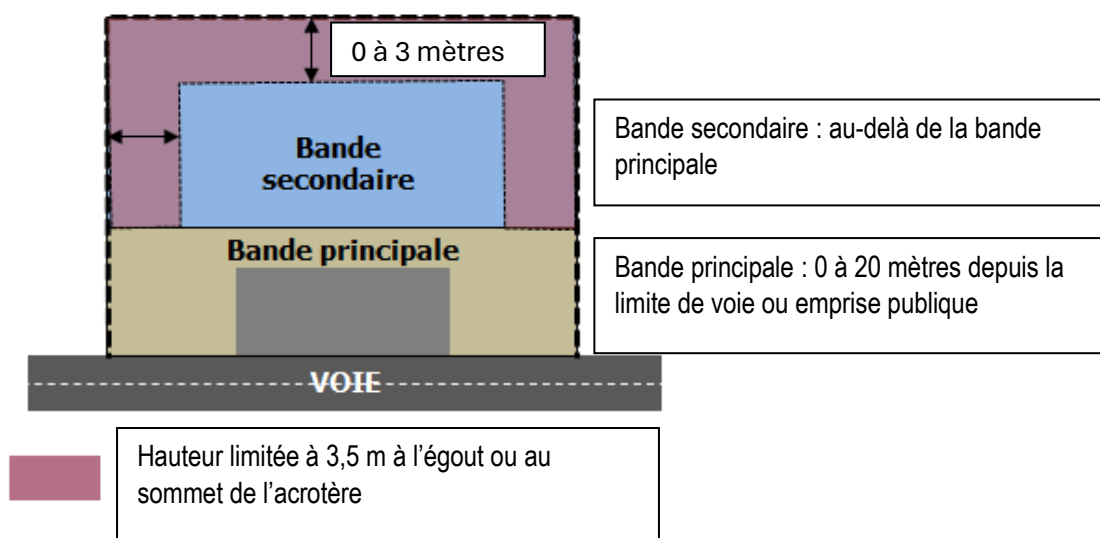 0 à 3 mètres
Bande
secondaire
Bande secondaire : au-delà de la bande
principale
Bande principale
Bande principale : 0 à 20 mètres depuis la
limite de voie ou emprise publique
VOIE
Hauteur limitée à 3,5 m à l’égout ou au
sommet de l’acrotère